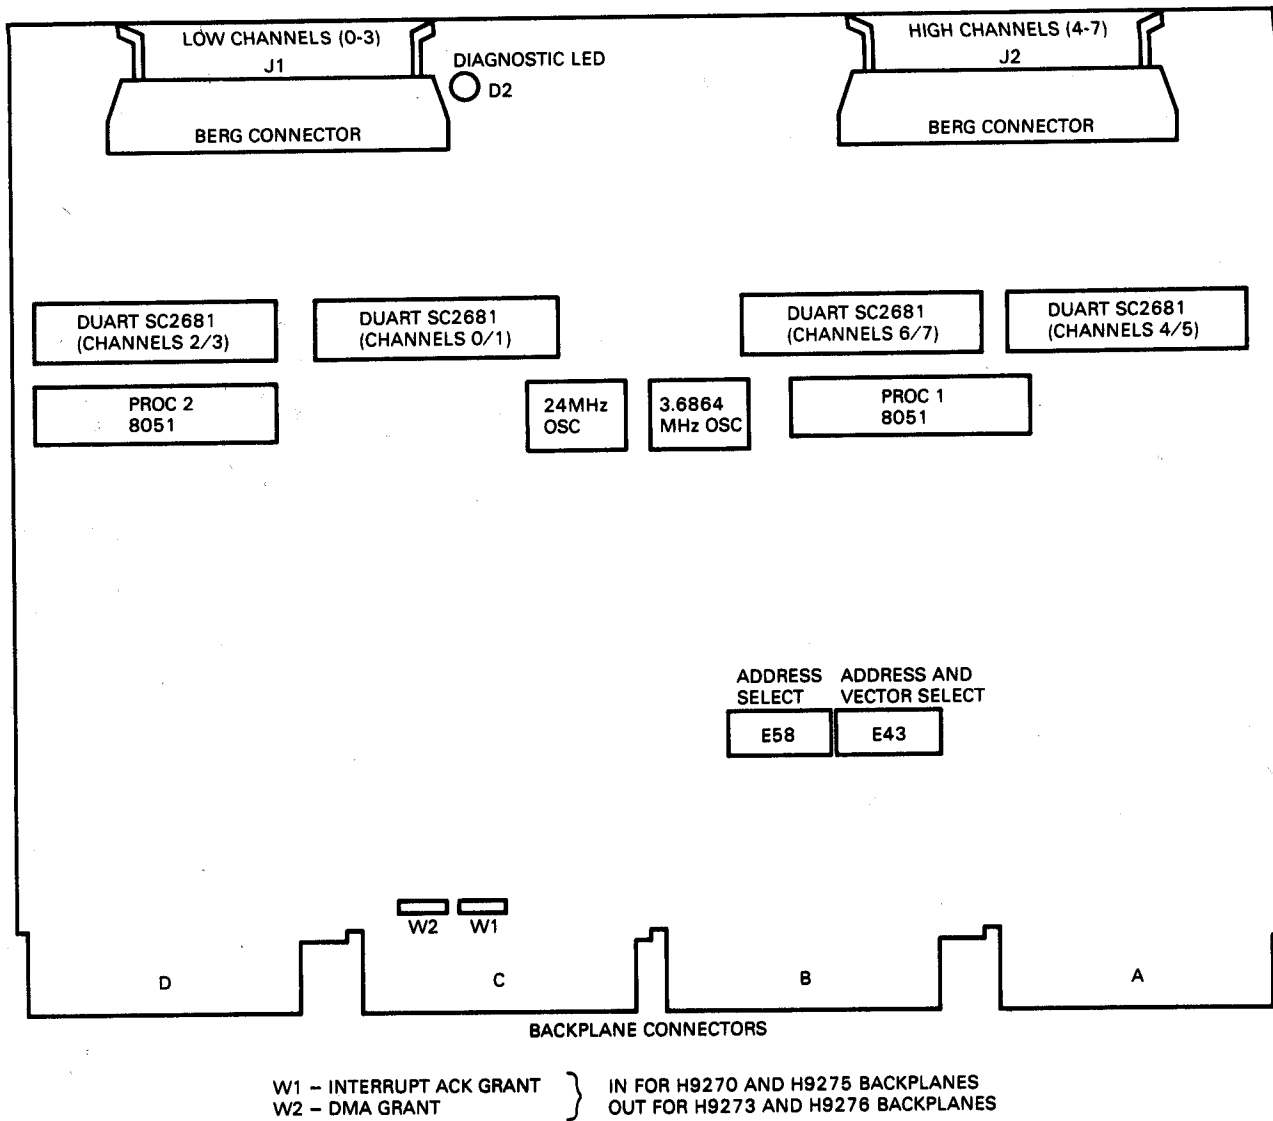 LOW CHANNELS (0-3)
J1
BERG CONNECTOR
DIAGNOSTIC LED
D2
HIGH CHANNELS (4-7)
J2
BERG CONNECTOR
DUART SC2681
(CHANNELS 2/3)
DUART SC2681
(CHANNELS 0/1)
DUART SC2681
(CHANNELS 6/7)
DUART SC2681
(CHANNELS 4/5)
PROC 2
8051
24MHz
OSC
3.6864
MHz OSC
PROC 1
8051
ADDRESS
SELECT
ADDRESS AND
VECTOR SELECT
E58
E43
W2
W1
D
C
B
A
BACKPLANE CONNECTORS
W1 – INTERRUPT ACK GRANT
W2 – DMA GRANT
} IN FOR H9270 AND H9275 BACKPLANES
OUT FOR H9273 AND H9276 BACKPLANES